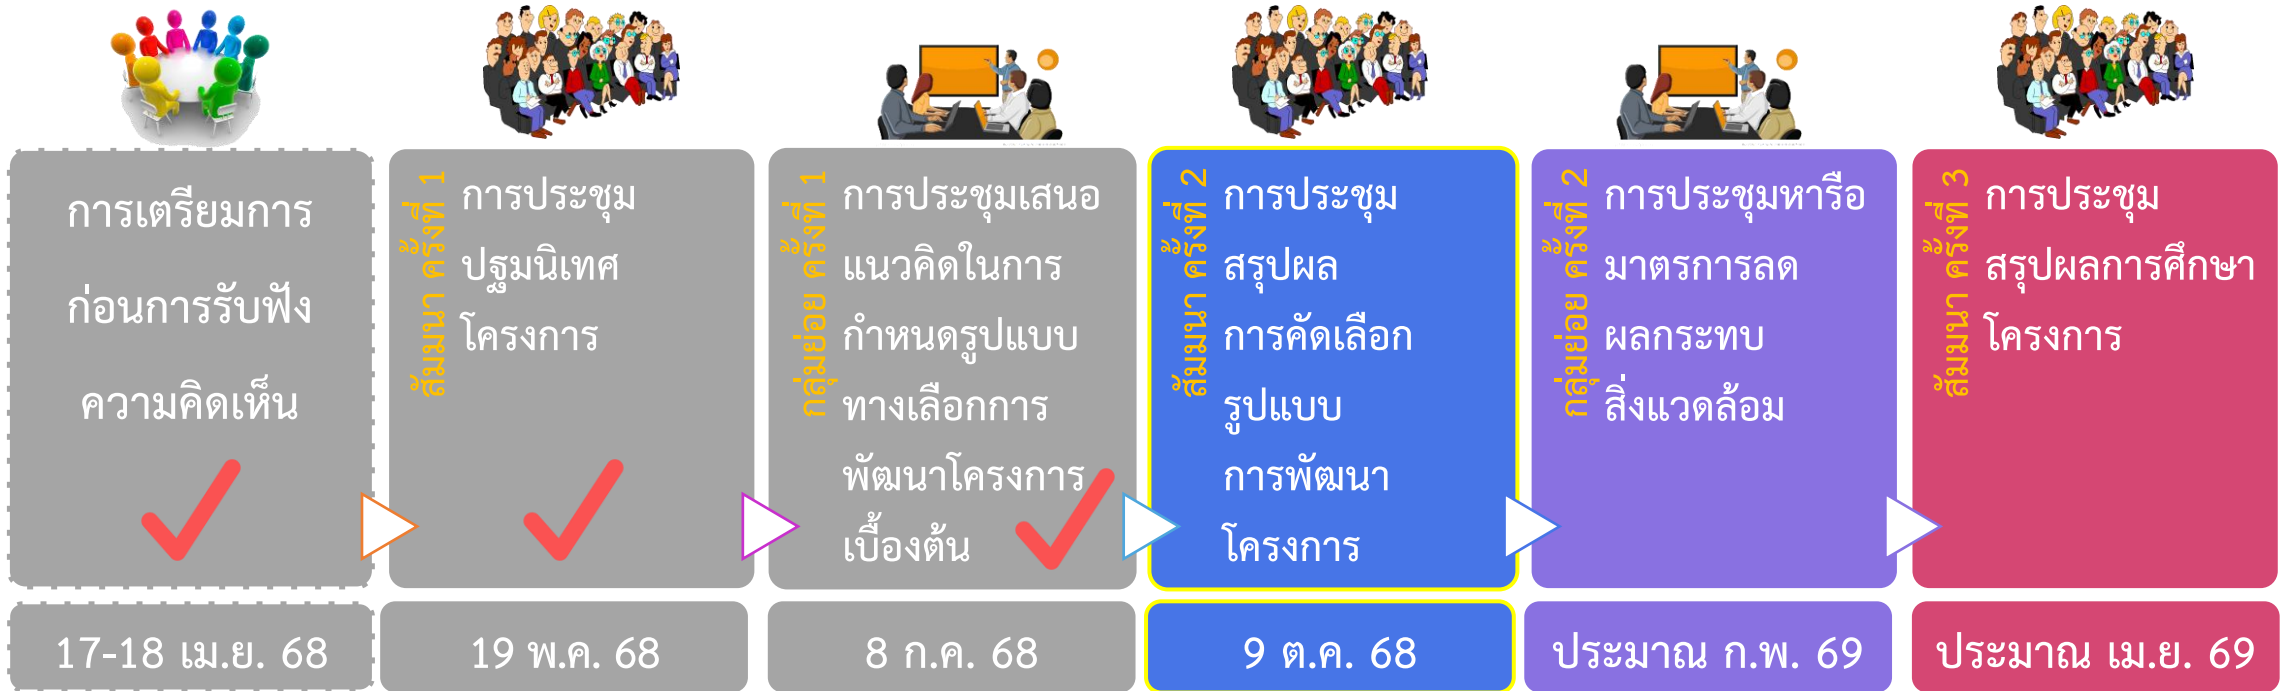 การเตรียมการ
ก่อนการรับฟัง
ความคิดเห็น
17-18 เม.ย. 68
สัมมนา ครั้งที่ 1
การประชุม
ปฐมนิเทศ
โครงการ
19 พ.ค. 68
กลุ่มย่อย ครั้งที่ 1
การประชุมเสนอ
แนวคิดในการ
กำหนดรูปแบบ
ทางเลือกการ
พัฒนาโครงการ
เบื้องต้น
8 ก.ค. 68
สัมมนา ครั้งที่ 2
การประชุม
สรุปผล
การคัดเลือก
รูปแบบ
การพัฒนา
โครงการ
9 ต.ค. 68
กลุ่มย่อย ครั้งที่ 2
การประชุมหารือ
มาตรการลด
ผลกระทบ
สิ่งแวดล้อม
ประมาณ ก.พ. 69
สัมมนา ครั้งที่ 3
การประชุม
สรุปผลการศึกษา
โครงการ
ประมาณ เม.ย. 69